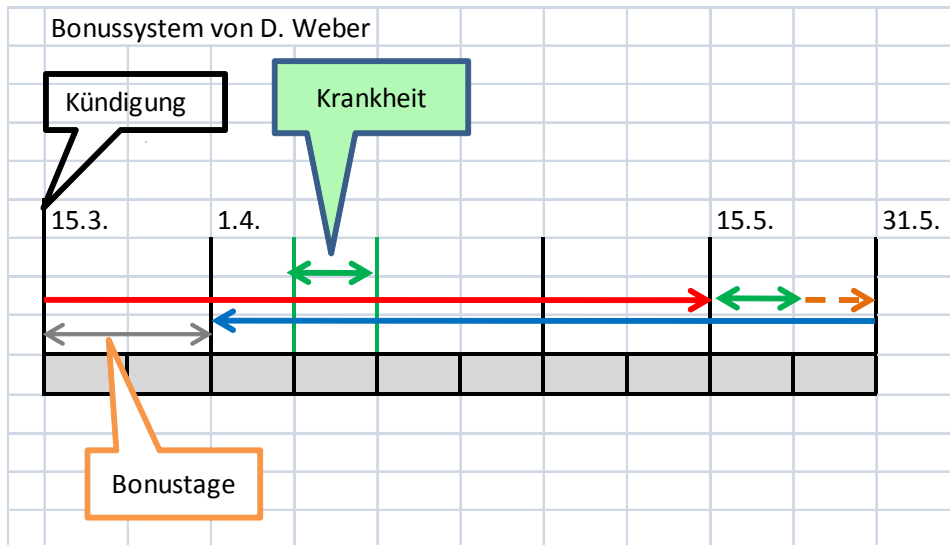 Bonussystem von D. Weber
Kündigung
Krankheit
15.3.
1.4.
15.5.
31.5.
Bonustage